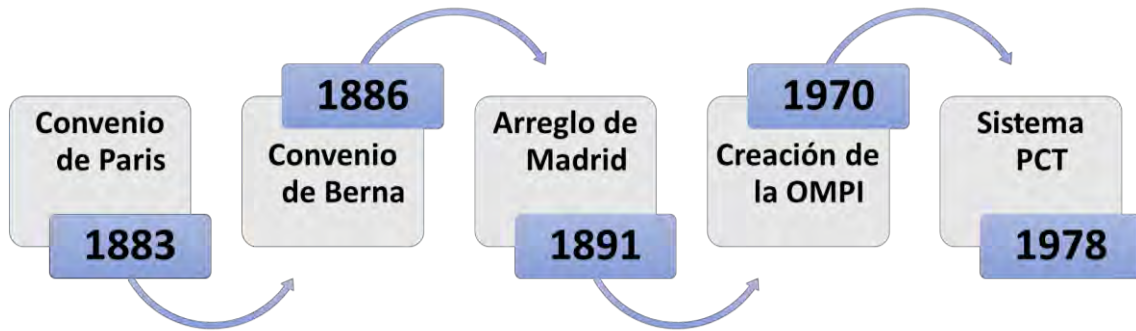 Convenio
de Paris
1883
1886
Convenio
de Berna
Arreglo de
Madrid
1891
1970
Creación de
la OMPI
Sistema
PCT
1978